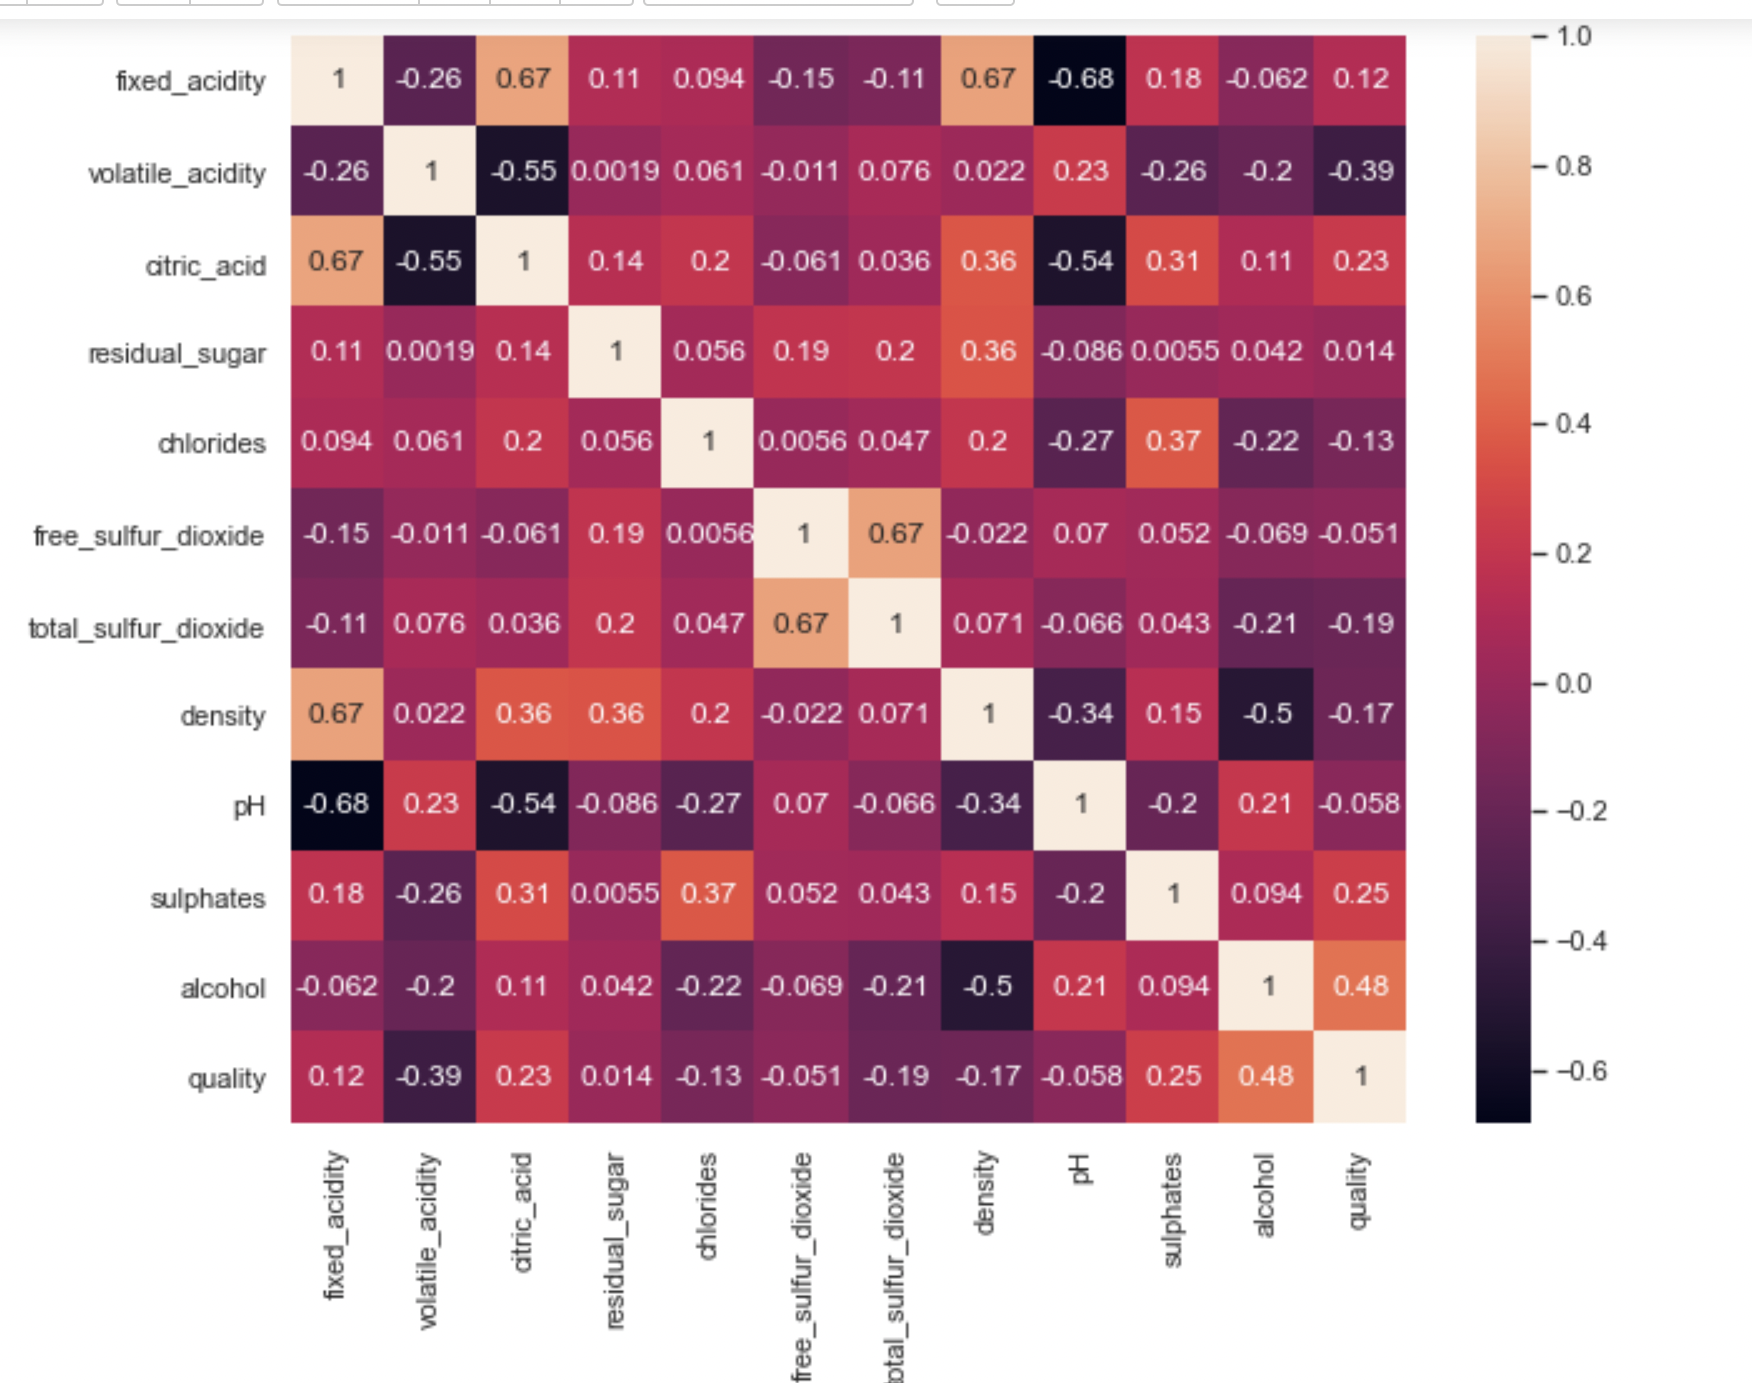 1.0
fixed_acidity 1 -0.26 0.67 0.11 0.094 -0.15 -0.11 0.67 -0.68 0.18 -0.062 0.12
0.8
volatile_acidity -0.26 1 -0.55 0.0019 0.061 -0.011 0.076 0.022 0.23 -0.26 -0.2 -0.39
citric_acid 0.67 -0.55 1 0.14 0.2 -0.061 0.036 0.36 -0.54 0.31 0.11 0.23
0.6
residual_sugar 0.11 0.0019 0.14 1 0.056 0.19 0.2 0.36 -0.086 0.0055 0.042 0.014
0.4
chlorides 0.094 0.061 0.2 0.056 1 0.0056 0.047 0.2 -0.27 0.37 -0.22 -0.13
free_sulfur_dioxide -0.15 -0.011 -0.061 0.19 0.0056 1 0.67 -0.022 0.07 0.052 -0.069 -0.051
0.2
total_sulfur_dioxide -0.11 0.076 0.036 0.2 0.047 0.67 1 0.071 -0.066 0.043 -0.21 -0.19
0.0
density 0.67 0.022 0.36 0.36 0.2 -0.022 0.071 1 -0.34 0.15 -0.5 -0.17
pH -0.68 0.23 -0.54 -0.086 -0.27 0.07 -0.066 -0.34 1 -0.2 0.21 -0.058
−0.2
sulphates 0.18 -0.26 0.31 0.0055 0.37 0.052 0.043 0.15 -0.2 1 0.094 0.25
−0.4
alcohol -0.062 -0.2 0.11 0.042 -0.22 -0.069 -0.21 -0.5 0.21 0.094 1 0.48
quality 0.12 -0.39 0.23 0.014 -0.13 -0.051 -0.19 -0.17 -0.058 0.25 0.48 1
−0.6
fixed_acidity
volatile_acidity
citric_acid
residual_sugar
chlorides
free_sulfur_dioxide
otal_sulfur_dioxide
density
pH
sulphates
alcohol
quality